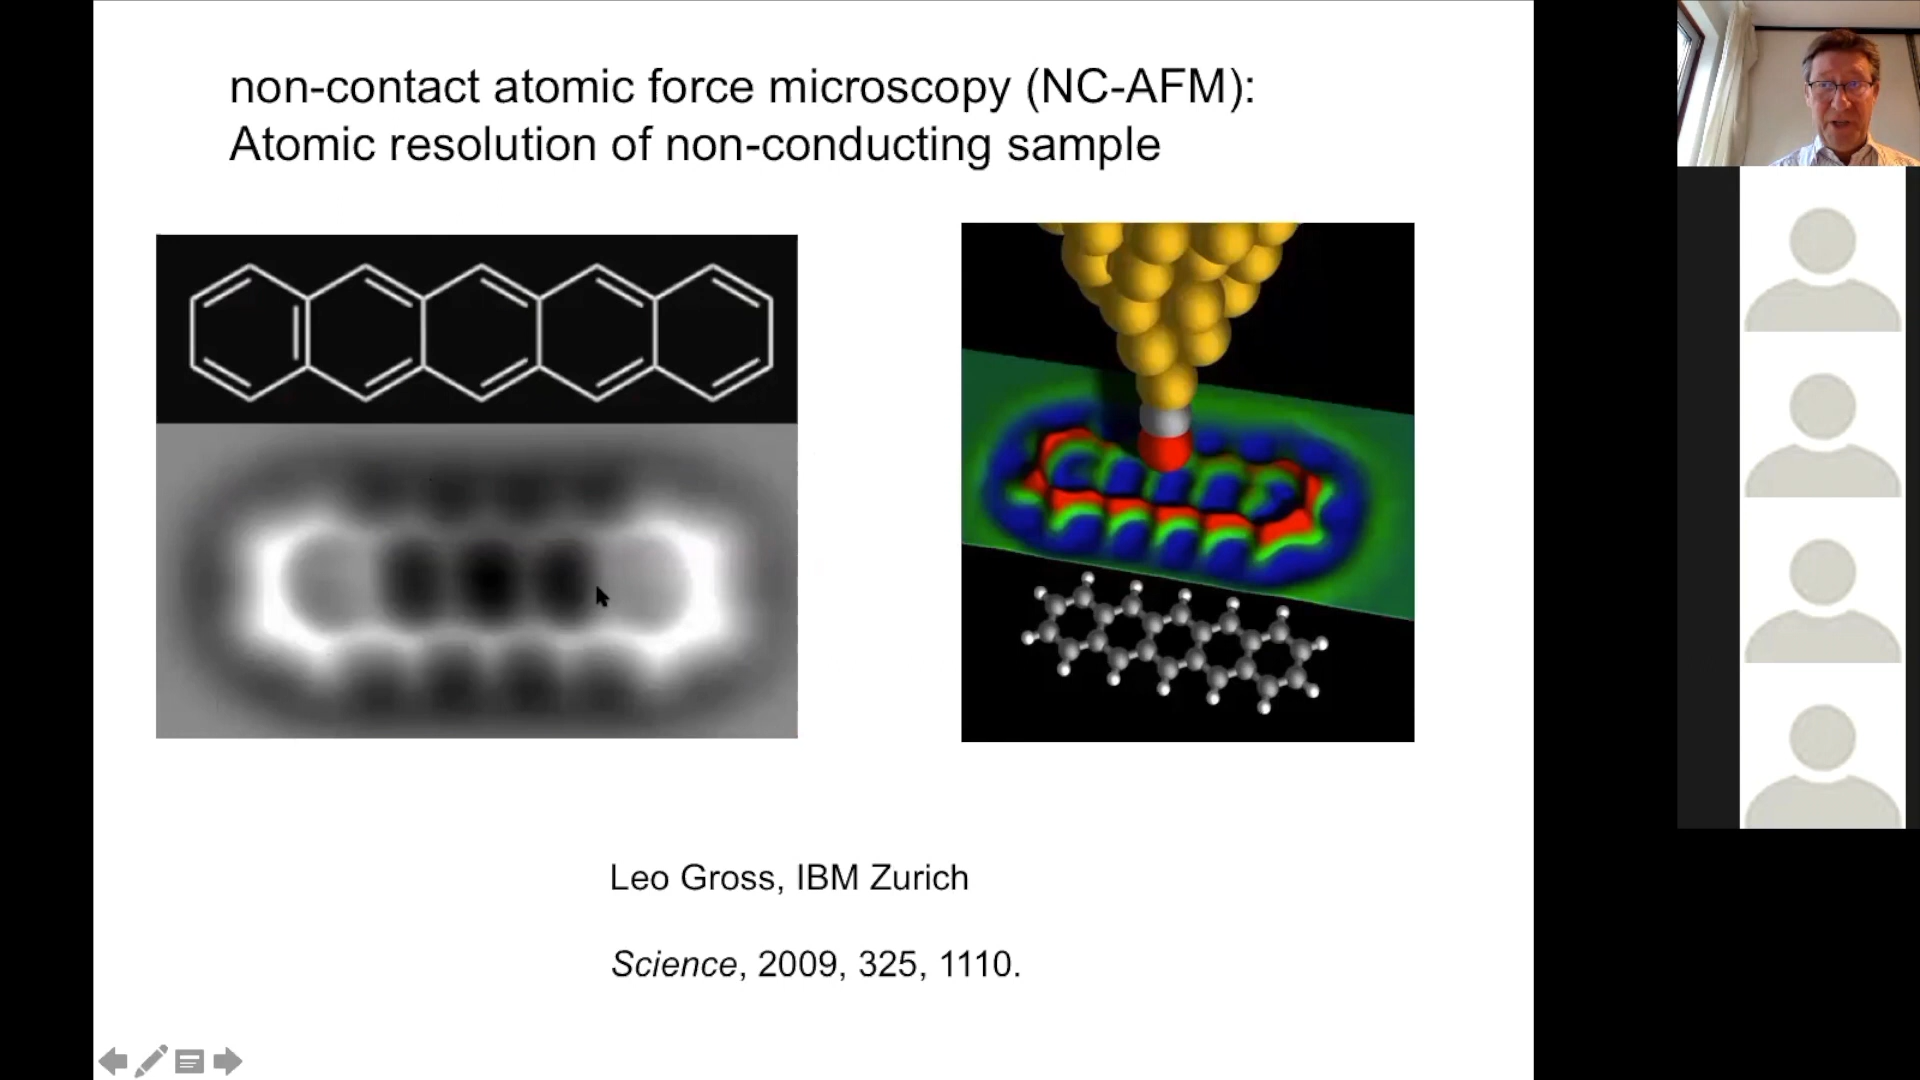 non-contact atomic force microscopy (NC-AFM):
Atomic resolution of non-conducting sample
Leo Gross, IBM Zurich
Science, 2009, 325, 1110.